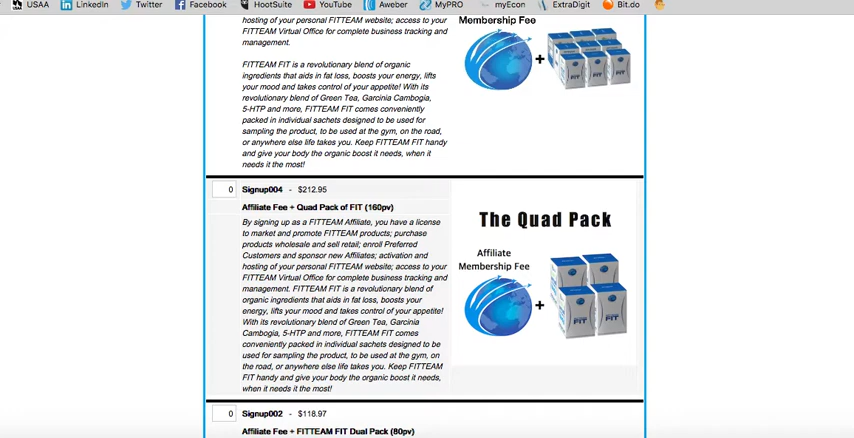 USAA LinkedIn Twitter Facebook HootSuite YouTube Aweber MyPRO myEcon ExtraDigit Bit.do
hosting of your personal FITTEAM website; access to your
FITTEAM Virtual Office for complete business tracking and
management.
Membership Fee
+
FIT FIT FIT
FITTEAM FIT is a revolutionary blend of organic
ingredients that aids in fat loss, boosts your energy, lifts
your mood and takes control of your appetite! With its
revolutionary blend of Green Tea, Garcinia Cambogia,
5-HTP and more, FITTEAM FIT comes conveniently
packed in individual sachets designed to be used for
sampling the product, to be used at the gym, on the road,
or anywhere else life takes you. Keep FITTEAM FIT handy
and give your body the organic boost it needs, when it
needs it the most!
0 Signup004 - $212.95
Affiliate Fee + Quad Pack of FIT (160pv)
By signing up as a FITTEAM Affiliate, you have a license
to market and promote FITTEAM products; purchase
products wholesale and sell retail; enroll Preferred
Customers and sponsor new Affiliates; activation and
hosting of your personal FITTEAM website; access to your
FITTEAM Virtual Office for complete business tracking and
management. FITTEAM FIT is a revolutionary blend of
organic ingredients that aids in fat loss, boosts your
energy, lifts your mood and takes control of your appetite!
With its revolutionary blend of Green Tea, Garcinia
Cambogia, 5-HTP and more, FITTEAM FIT comes
conveniently packed in individual sachets designed to be
used for sampling the product, to be used at the gym, on
the road, or anywhere else life takes you. Keep FITTEAM
FIT handy and give your body the organic boost it needs,
when it needs it the most!
The Quad Pack
Affiliate
Membership Fee
+
FIT FIT
0 Signup002 - $118.97
Affiliate Fee + FITTEAM FIT Dual Pack (80pv)